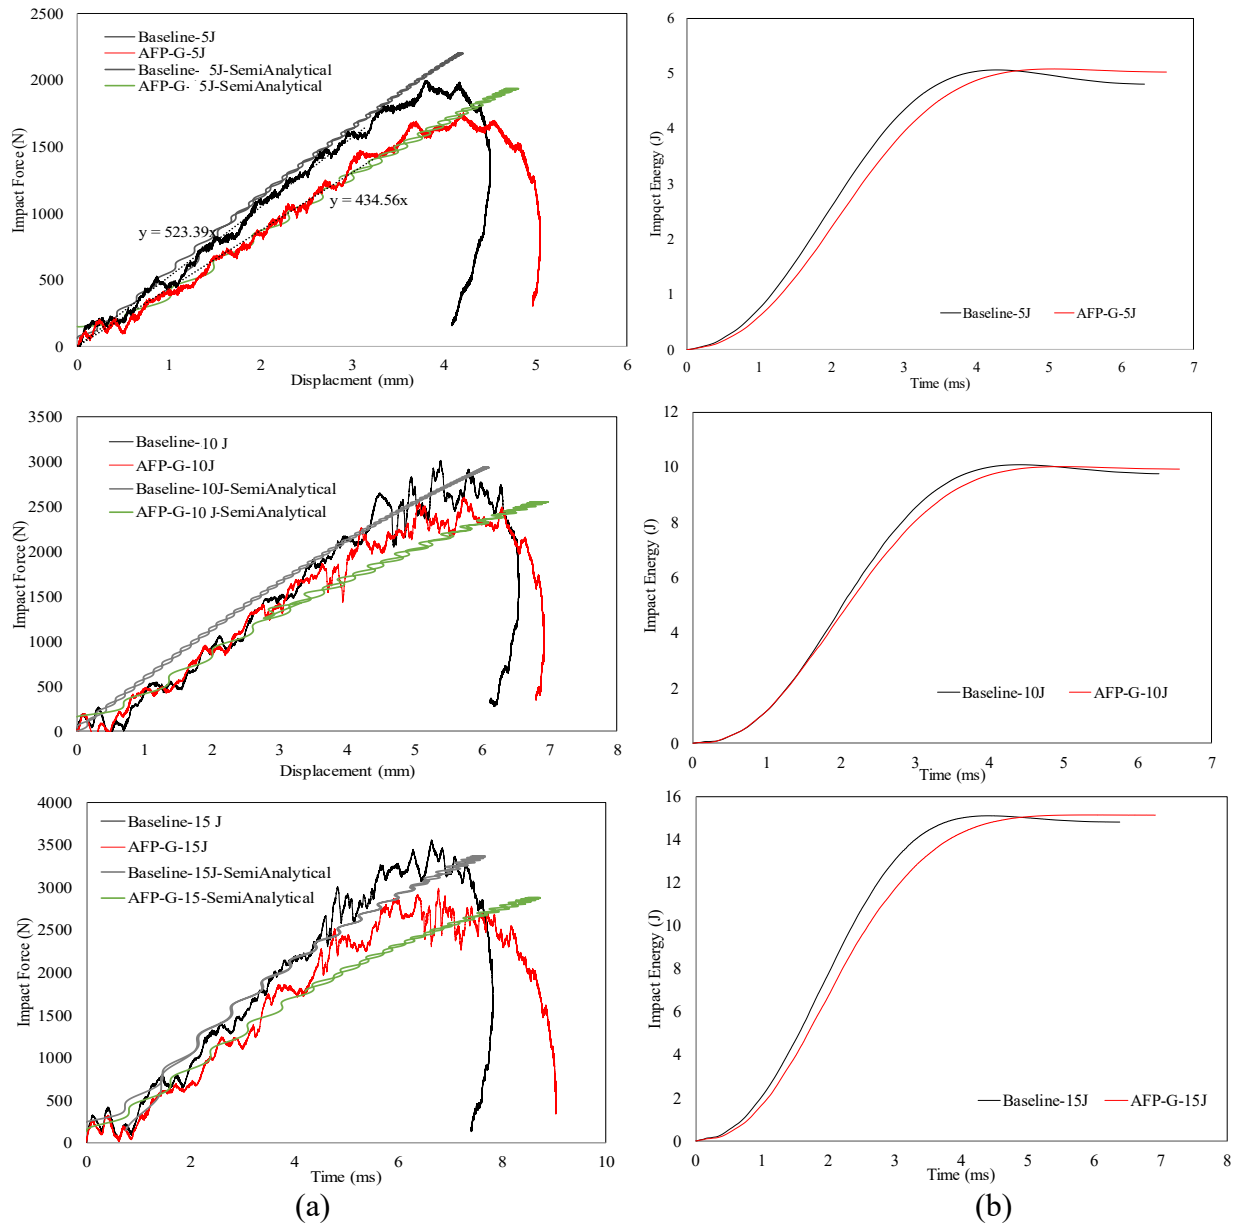 2500
2000
1500
1000
500
0
Impact Force (N)
Baseline-5J
AFP-G-5J
Baseline- 5J-SemiAnalytical
AFP-G- 5J-SemiAnalytical
y = 523.39x
y = 434.56x
0 1 2 3 4 5 6
Displacment (mm)
6
5
4
3
2
1
0
Impqct Energy (J)
Baseline-5J AFP-G-5J
0 1 2 3 4 5 6 7
Time (ms)
3500
3000
2500
2000
1500
1000
500
0
Impact Force (N)
Baseline-10 J
AFP-G-10J
Baseline-10J-SemiAnalytical
AFP-G-10 J-SemiAnalytical
0 1 2 3 4 5 6 7 8
Displacement (mm)
12
10
8
6
4
2
0
Impact Energy (J)
Baseline-10J AFP-G-10J
0 1 2 3 4 5 6 7
Time (ms)
4000
3500
3000
2500
2000
1500
1000
500
0
Impact Force (N)
Baseline-15 J
AFP-G-15J
Baseline-15J-SemiAnalytical
AFP-G-15-SemiAnalytical
0 2 4 6 8 10
Time (ms)
16
14
12
10
8
6
4
2
0
Impact Energy (J)
Baseline-15J AFP-G-15J
0 1 2 3 4 5 6 7 8
Time (ms)
(a) (b)